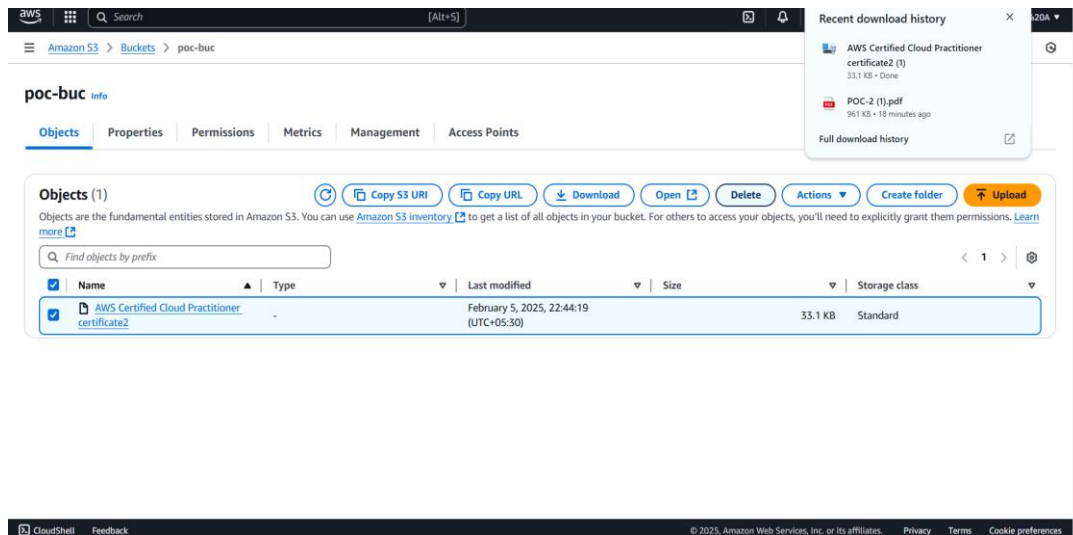 aws
Search
[Alt+S]
a20A
Amazon S3 > Buckets > poc-buc
Recent download history
AWS Certified Cloud Practitioner
certificate2 (1)
33.1 KB • Done
POC-2 (1).pdf
961 KB • 18 minutes ago
Full download history
poc-buc Info
Objects Properties Permissions Metrics Management Access Points
Objects (1)
Copy S3 URI Copy URL Download Open Delete Actions Create folder Upload
Objects are the fundamental entities stored in Amazon S3. You can use Amazon S3 inventory to get a list of all objects in your bucket. For others to access your objects, you'll need to explicitly grant them permissions. Learn
more
Find objects by prefix
1
Name Type Last modified Size Storage class
AWS Certified Cloud Practitioner
certificate2
-
February 5, 2025, 22:44:19
(UTC+05:30)
33.1 KB
Standard
CloudShell Feedback © 2025, Amazon Web Services, Inc. or its affiliates. Privacy Terms Cookie preferences